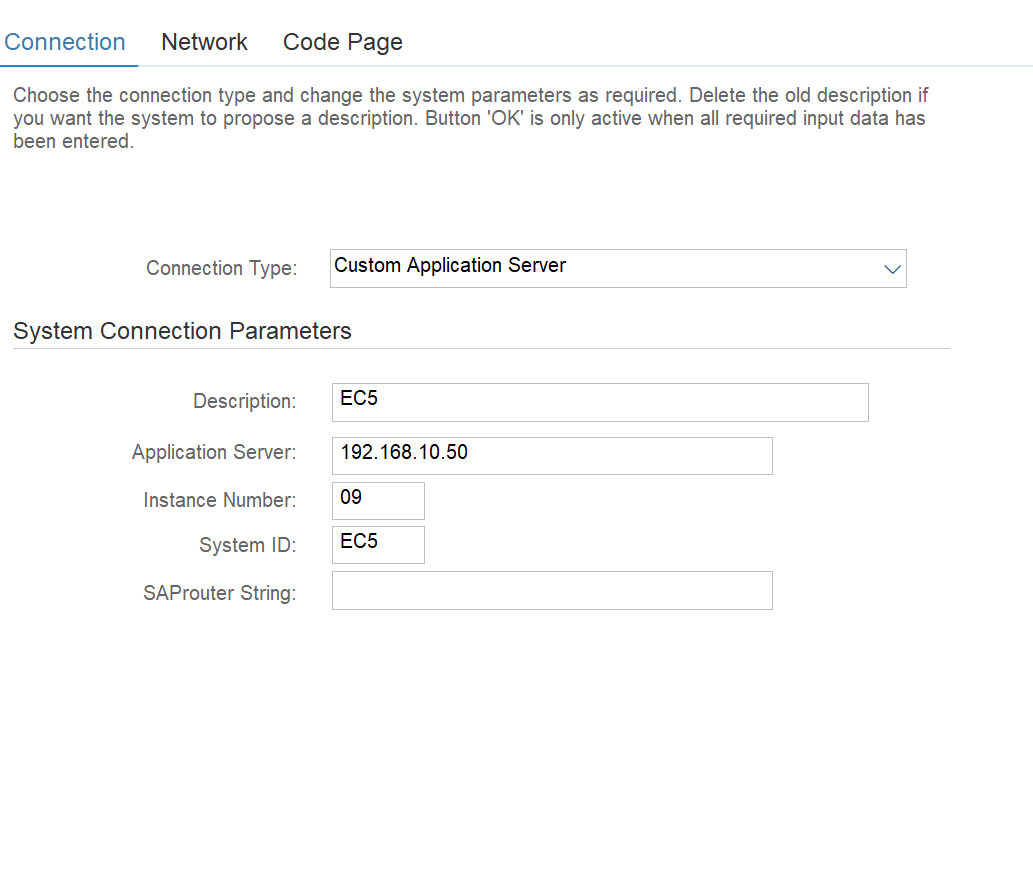 Connection Network Code Page
Choose the connection type and change the system parameters as required. Delete the old description if
you want the system to propose a description. Button 'OK' is only active when all required input data has
been entered.
Connection Type: Custom Application Server
System Connection Parameters
Description: EC5
Application Server: 192.168.10.50
Instance Number: 09
System ID: EC5
SAProuter String: